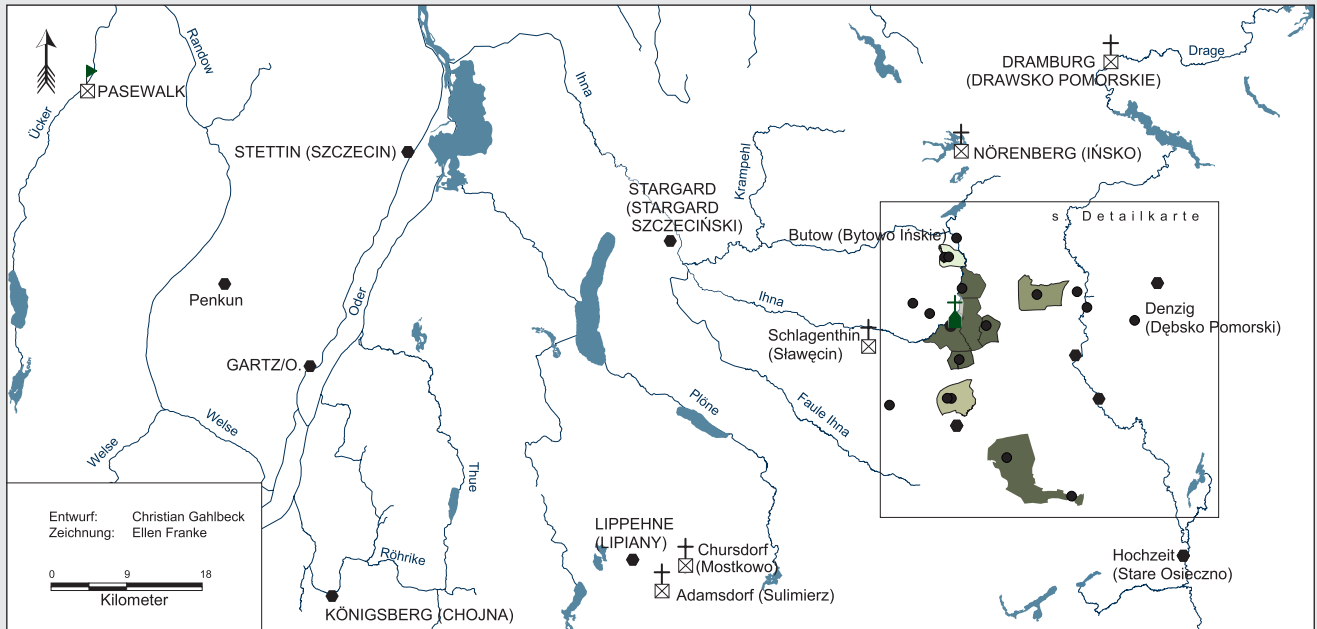 Randow
PASEWALK
Ücker
Ihna
DRAMBURG
(DRAWSKO POMORSKIE)
Drage
STETTIN (SZCZECIN)
NÖRENBERG (IŃSKO)
Krampehl
STARGARD
(STARGARD
SZCZECIŃSKI)
s. Detailkarte
Butow (Bytowo Ińskie)
Penkun
Oder
Ihna
Denzig
(Dębsko Pomorski)
Schlagenthin
(Sławęcin)
GARTZ/O.
Plöne
Faule Ihna
Welse
Welse
Thue
Entwurf: Christian Gahlbeck
Zeichnung: Ellen Franke
0 9 18
Kilometer
LIPPEHNE
(LIPIANY)
Chursdorf
(Mostkowo)
Adamsdorf (Sulimierz)
Röhrike
KÖNIGSBERG (CHOJNA)
Hochzeit
(Stare Osieczno)